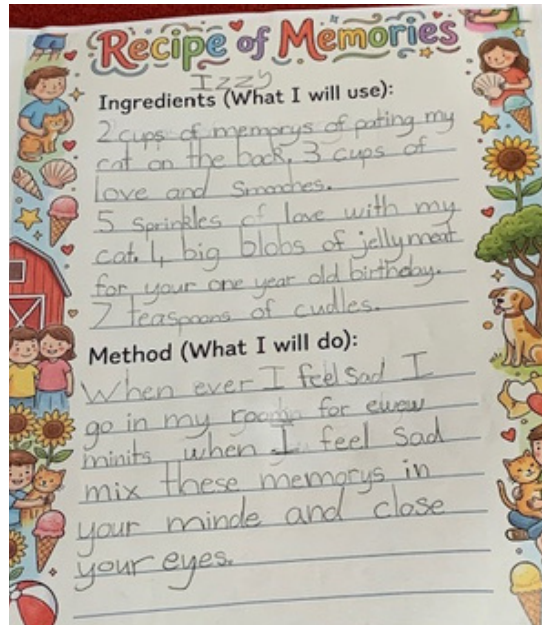 Recipe of Memories
Izzy
Ingredients (What I will use):
2 cups of memorys of pating my
cat on the back. 3 cups of
love and Smooches.
5 sprinkles of love with my
cat. 4 big blobs of jellymeat
for your one year old birtheday.
7 teaspoons of cudles.
Method (What I will do):
When ever I feel sad I
go in my room for
minits when I feel sad
mix these memorys in
your minde and close
your eyes.